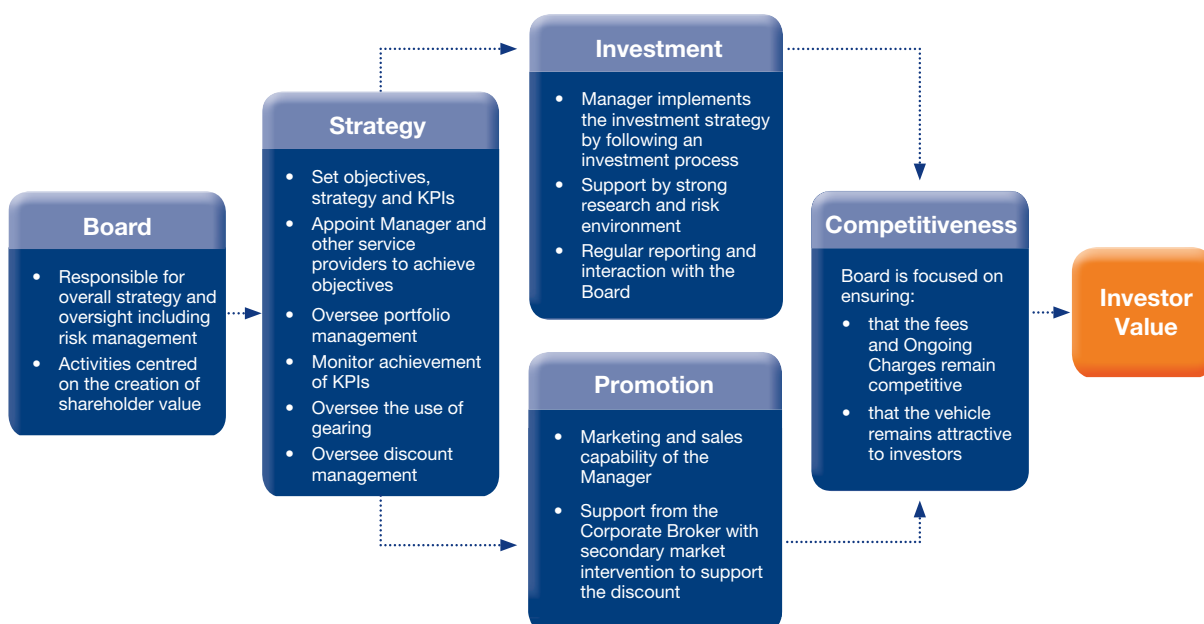 Board
Responsible for
overall strategy and
oversight including
risk management
Activities centred
on the creation of
shareholder value
Strategy
Set objectives,
strategy and KPIs
Appoint Manager and
other service
providers to achieve
objectives
Oversee portfolio
management
Monitor achievement
of KPIs
Oversee the use of
gearing
Oversee discount
management
Investment
Manager implements
the investment strategy
by following an
investment process
Support by strong
research and risk
environment
Regular reporting and
interaction with the
Board
Promotion
Marketing and sales
capability of the
Manager
Support from the
Corporate Broker with
secondary market
intervention to support
the discount
Competitiveness
Board is focused on
ensuring:
that the fees
and Ongoing
Charges remain
competitive
that the vehicle
remains attractive
to investors
Investor
Value